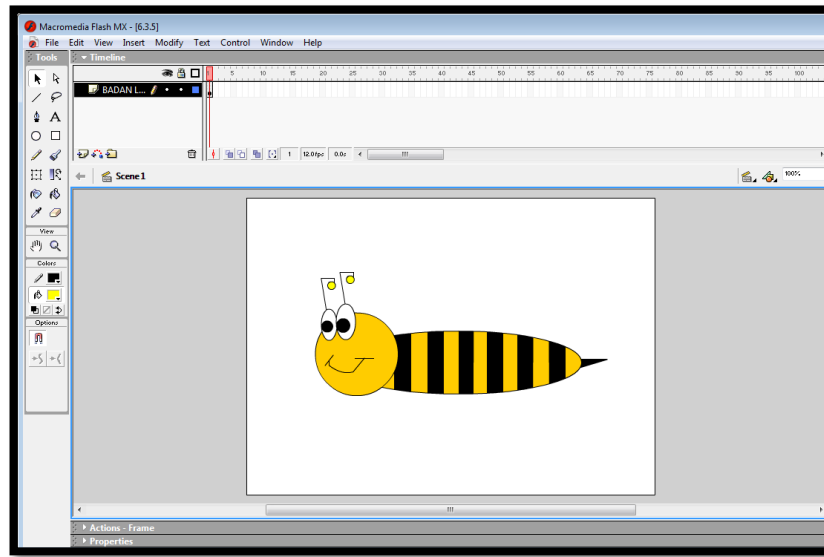 Macromedia Flash MX - [6.3.5]
File Edit View Insert Modify Text Control Window Help
Tools
Timeline
1 5 10 15 20 25 30 35 40 45 50 55 60 65 70 75 80 85 90 95 100
BADAN L...
1 12.0fps 0.0s
Scene 1
100%
View
Colors
Options
Actions - Frame
Properties